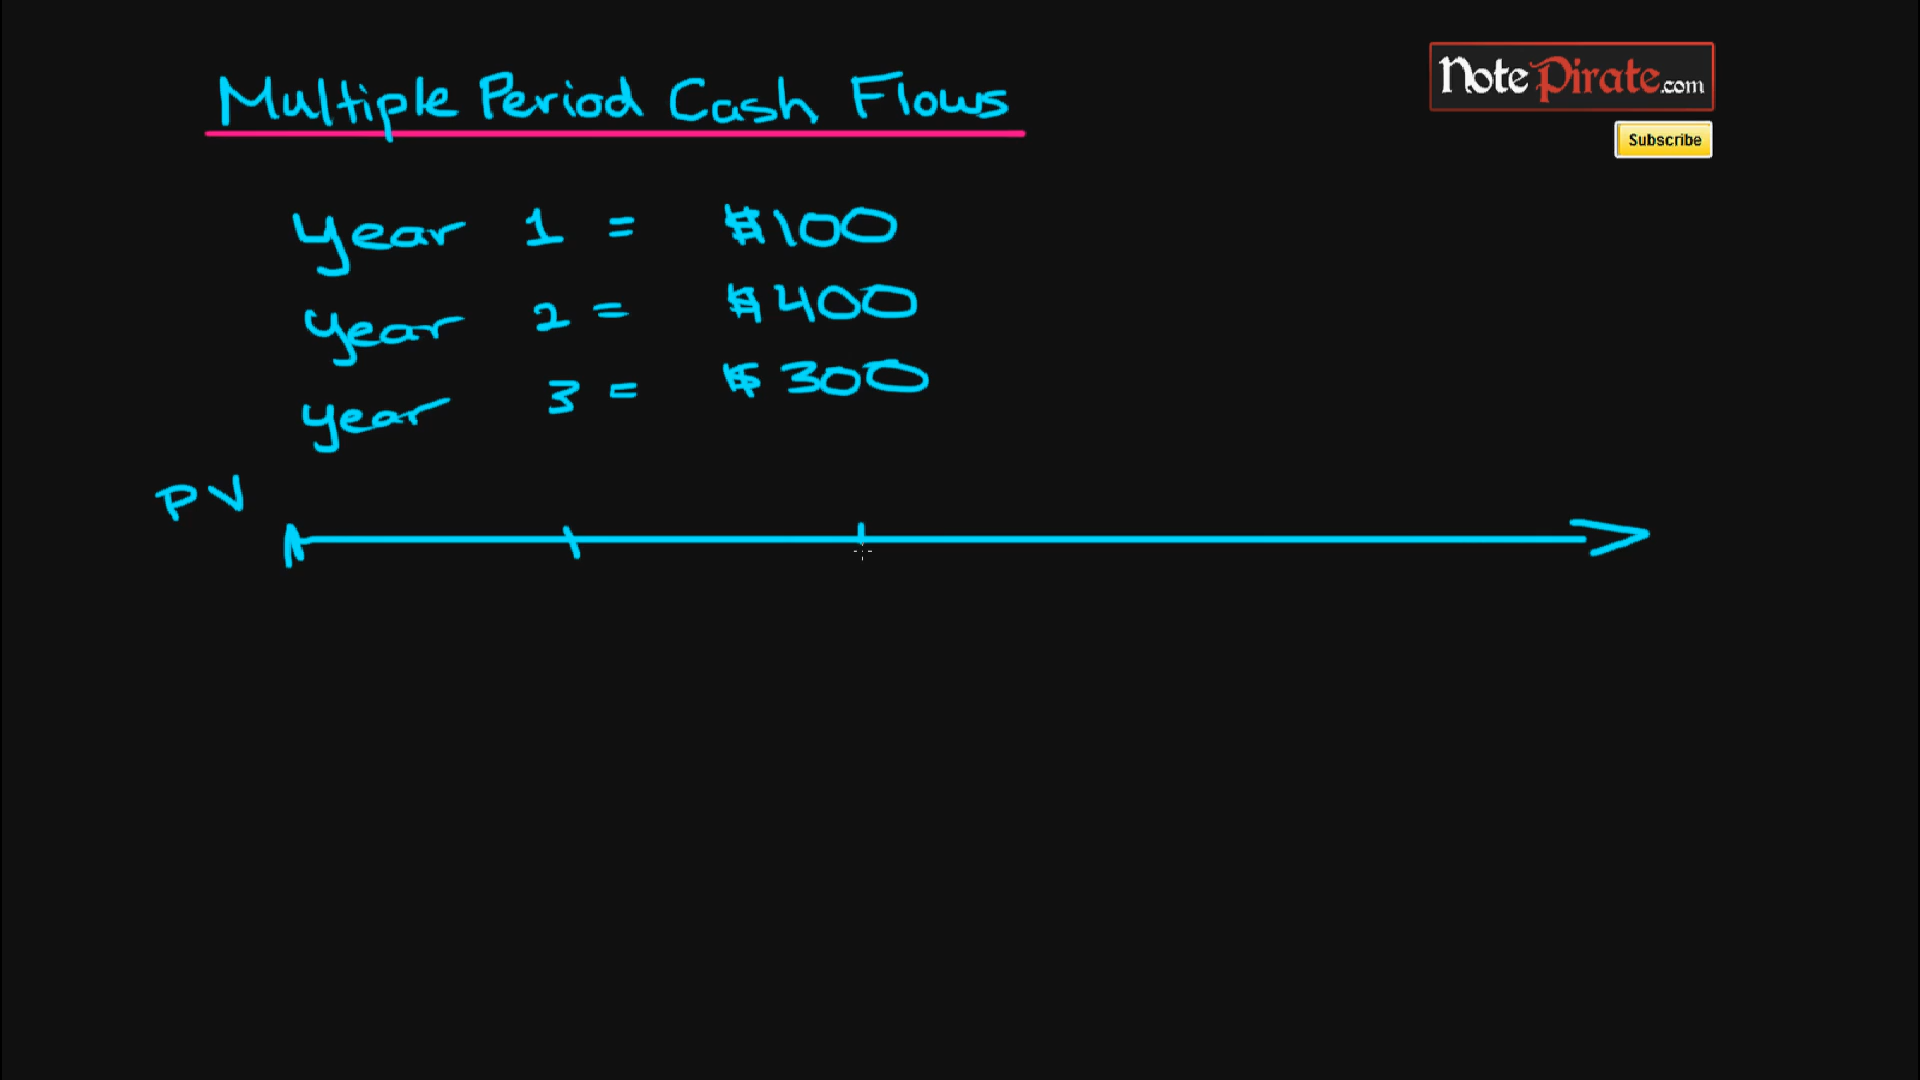 Multiple Period Cash Flows
NotePirate.com
Subscribe
year 1 = $100
year 2 = $400
year 3 = $300
PV